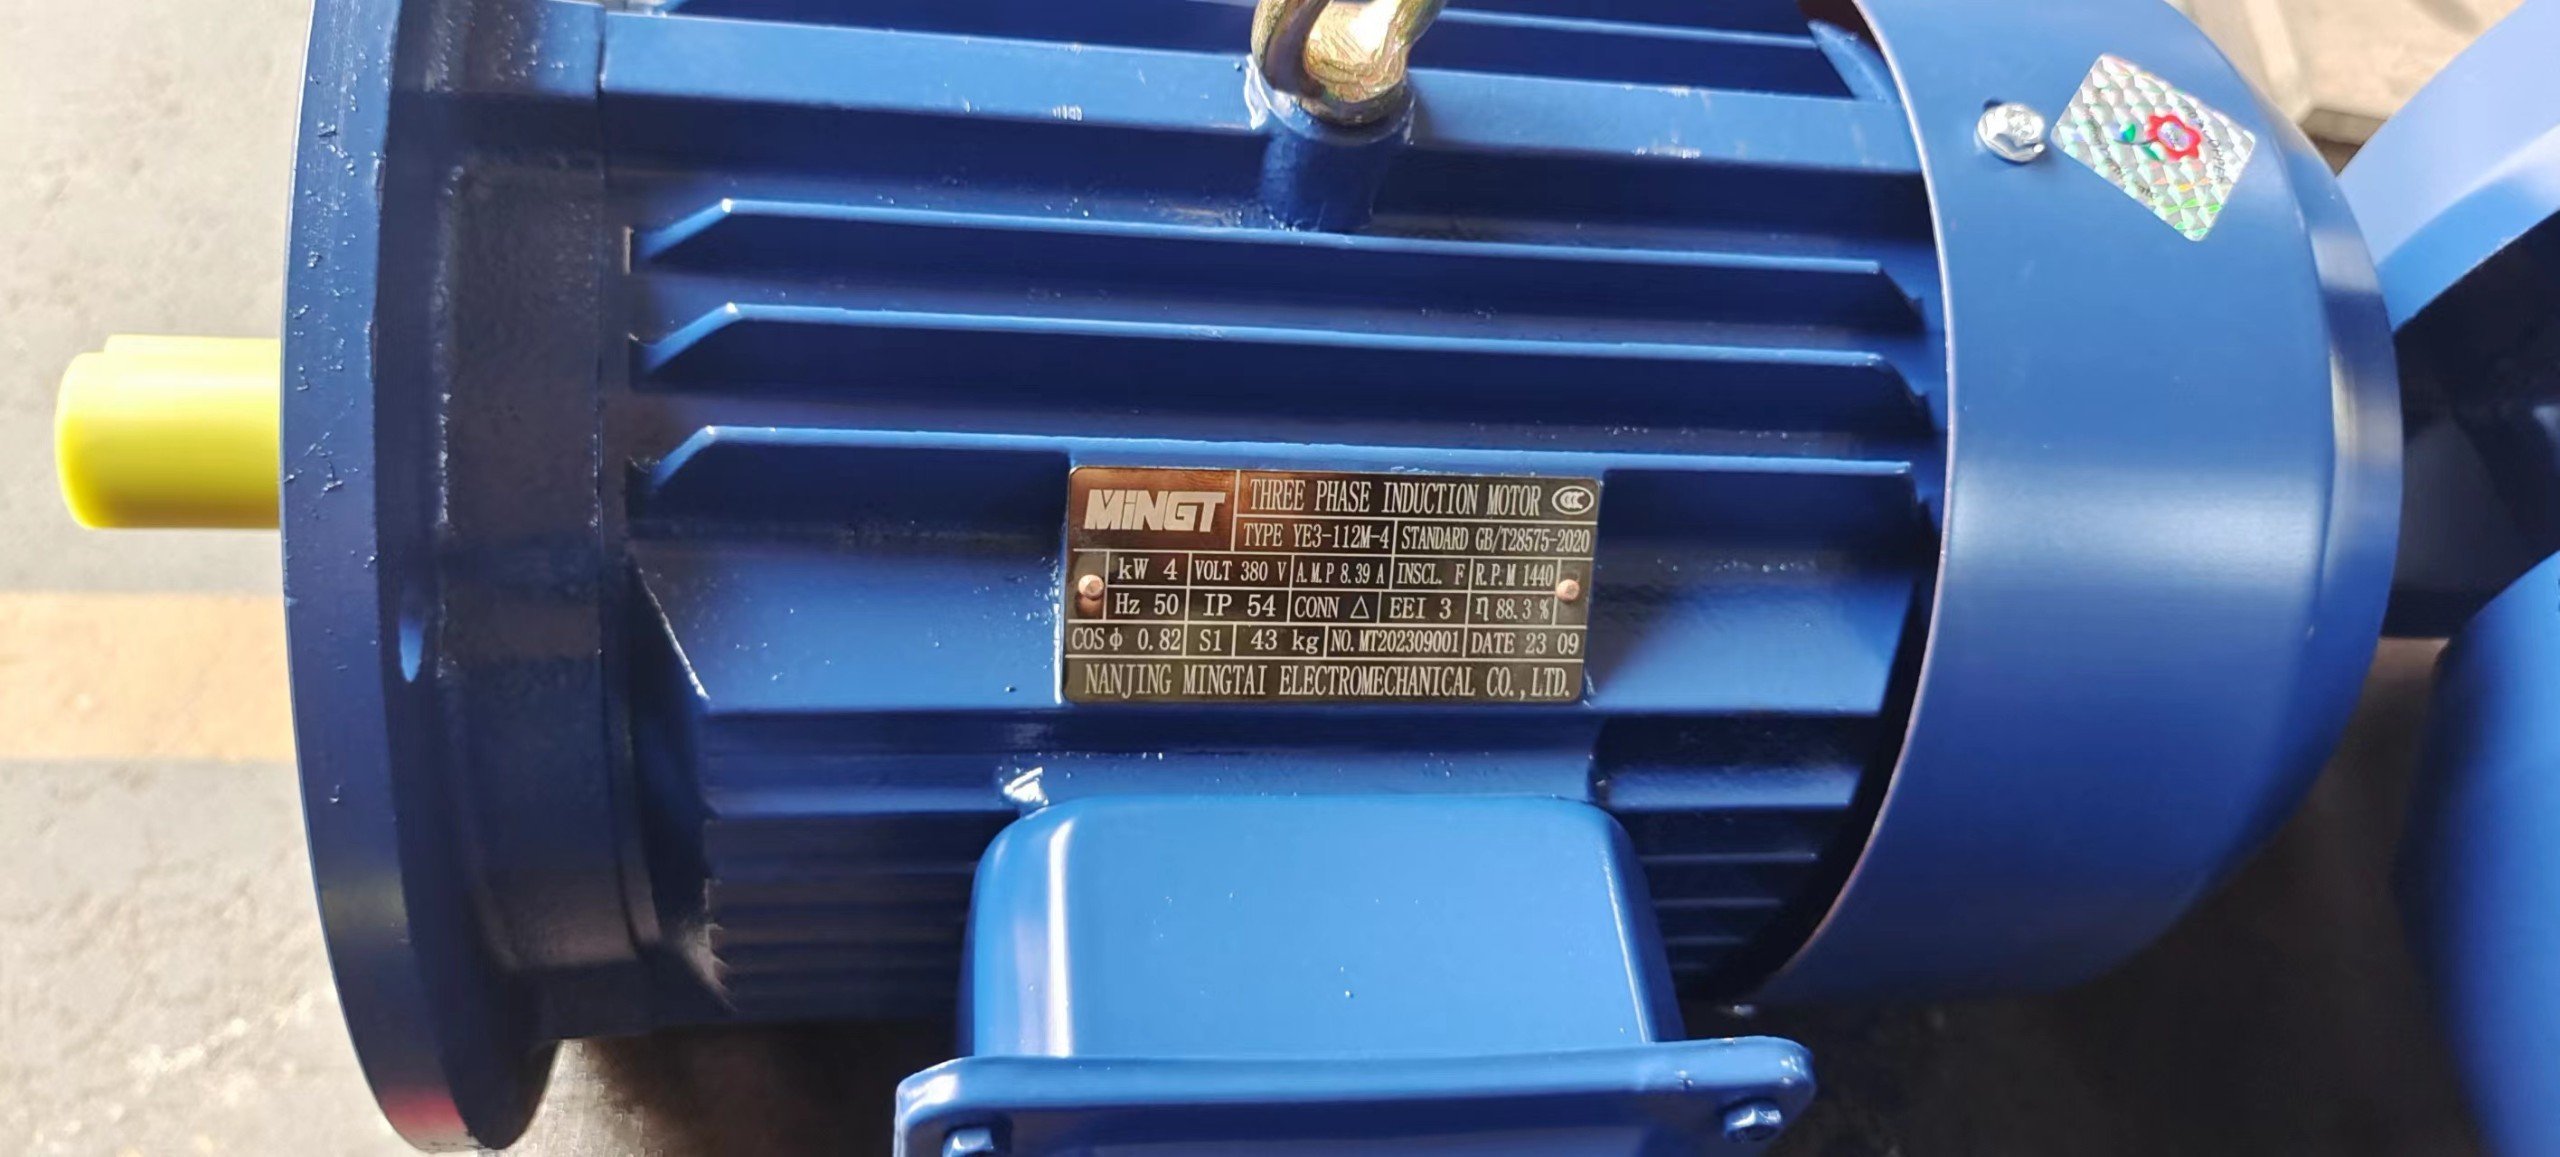 MiNGT
THREE PHASE INDUCTION MOTOR CCC
TYPE YE3-112M-4 STANDARD GB/T28575-2020
kW 4 VOLT 380 V A.M.P 8.39 A INSCL. F R.P.M 1440
Hz 50 IP 54 CONN △ EEI 3 η 88.3 %
COS φ 0.82 S1 43 kg NO. MT202309001 DATE 23 09
NANJING MINGTAI ELECTROMECHANICAL CO., LTD.